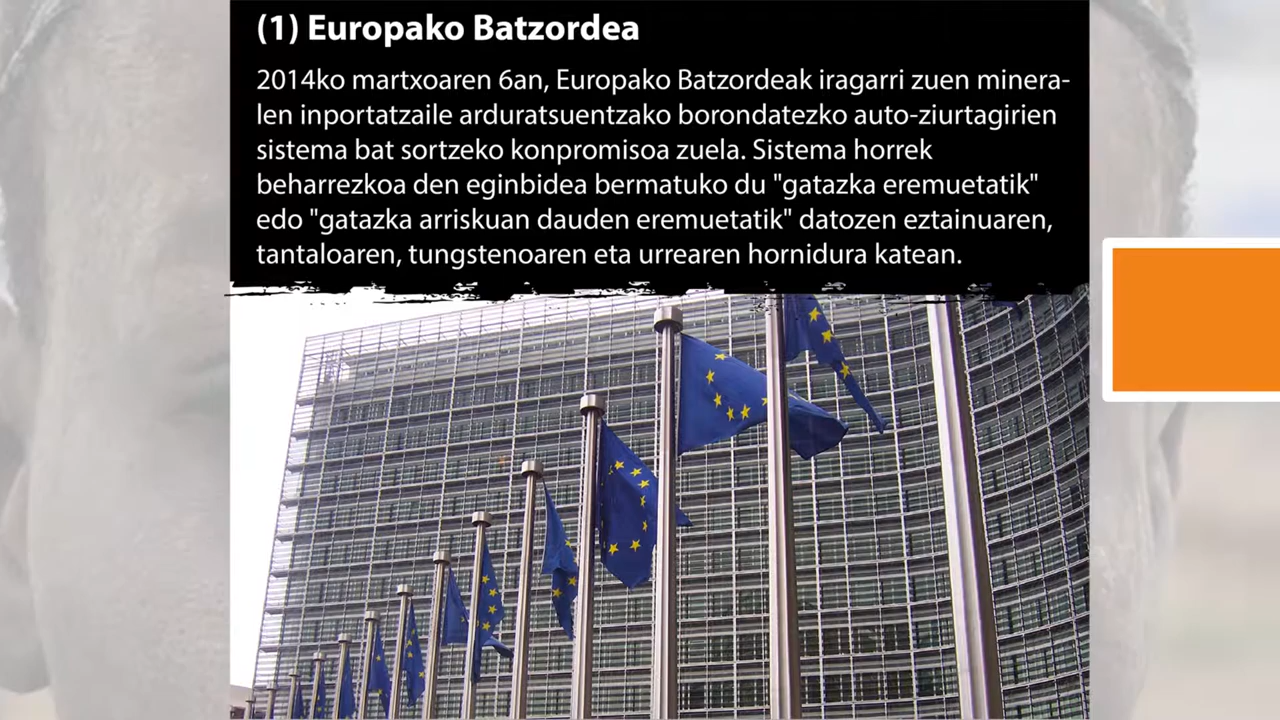 (1) Europako Batzordea
2014ko martxoaren 6an, Europako Batzordeak iragarri zuen minera-
len inportatzaile arduratsuentzako borondatezko auto-ziurtagirien
sistema bat sortzeko konpromisoa zuela. Sistema horrek
beharrezkoa den eginbidea bermatuko du "gatazka eremuetatik"
edo "gatazka arriskuan dauden eremuetatik" datozen eztainuaren,
tantaloaren, tungstenoaren eta urrearen hornidura katean.